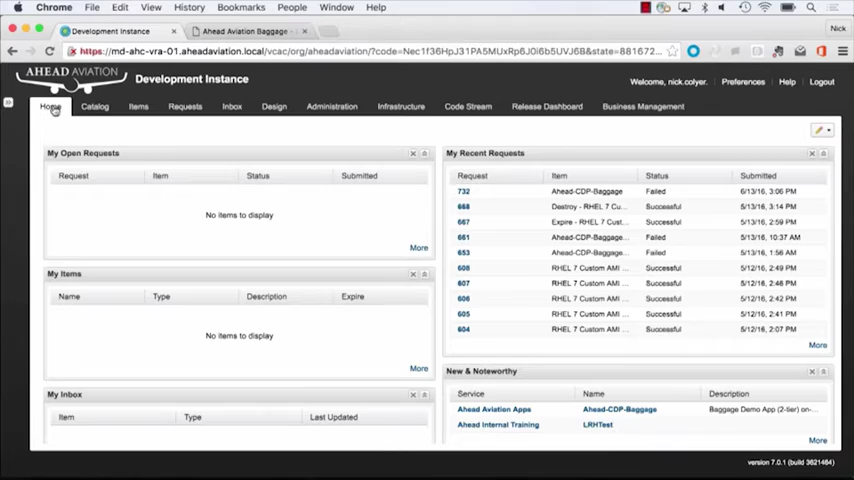 Chrome File Edit View History Bookmarks People Window Help
Development Instance
Ahead Aviation Baggage -
Nick
https://md-ahc-vra-01.aheadaviation.local/vcac/org/aheadaviation/?code=Nec1f36HpJ31PA5MUxRp6J0i6b5UVJ6B&state=881672...
AHEAD AVIATION
Development Instance
Welcome, nick.colyer. Preferences Help Logout
Home Catalog Items Requests Inbox Design Administration Infrastructure Code Stream Release Dashboard Business Management
My Open Requests
Request Item Status Submitted
No items to display
More
My Items
Name Type Description Expire
No items to display
More
My Inbox
Item Type Last Updated
My Recent Requests
Request Item Status Submitted
732 Ahead-CDP-Baggage Failed 6/13/16, 3:06 PM
668 Destroy - RHEL 7 Cu... Successful 5/13/16, 3:14 PM
667 Expire - RHEL 7 Cust... Successful 5/13/16, 2:59 PM
661 Ahead-CDP-Baggage... Failed 5/13/16, 10:37 AM
653 Ahead-CDP-Baggage... Failed 5/13/16, 1:56 AM
608 RHEL 7 Custom AMI ... Successful 5/12/16, 2:49 PM
607 RHEL 7 Custom AMI ... Successful 5/12/16, 2:46 PM
606 RHEL 7 Custom AMI ... Successful 5/12/16, 2:42 PM
605 RHEL 7 Custom AMI ... Successful 5/12/16, 2:41 PM
604 RHEL 7 Custom AMI ... Successful 5/12/16, 2:07 PM
More
New & Noteworthy
Service Name Description
Ahead Aviation Apps Ahead-CDP-Baggage Baggage Demo App (2-tier) on-...
Ahead Internal Training LRHTest
More
version 7.0.1 (build 3621464)